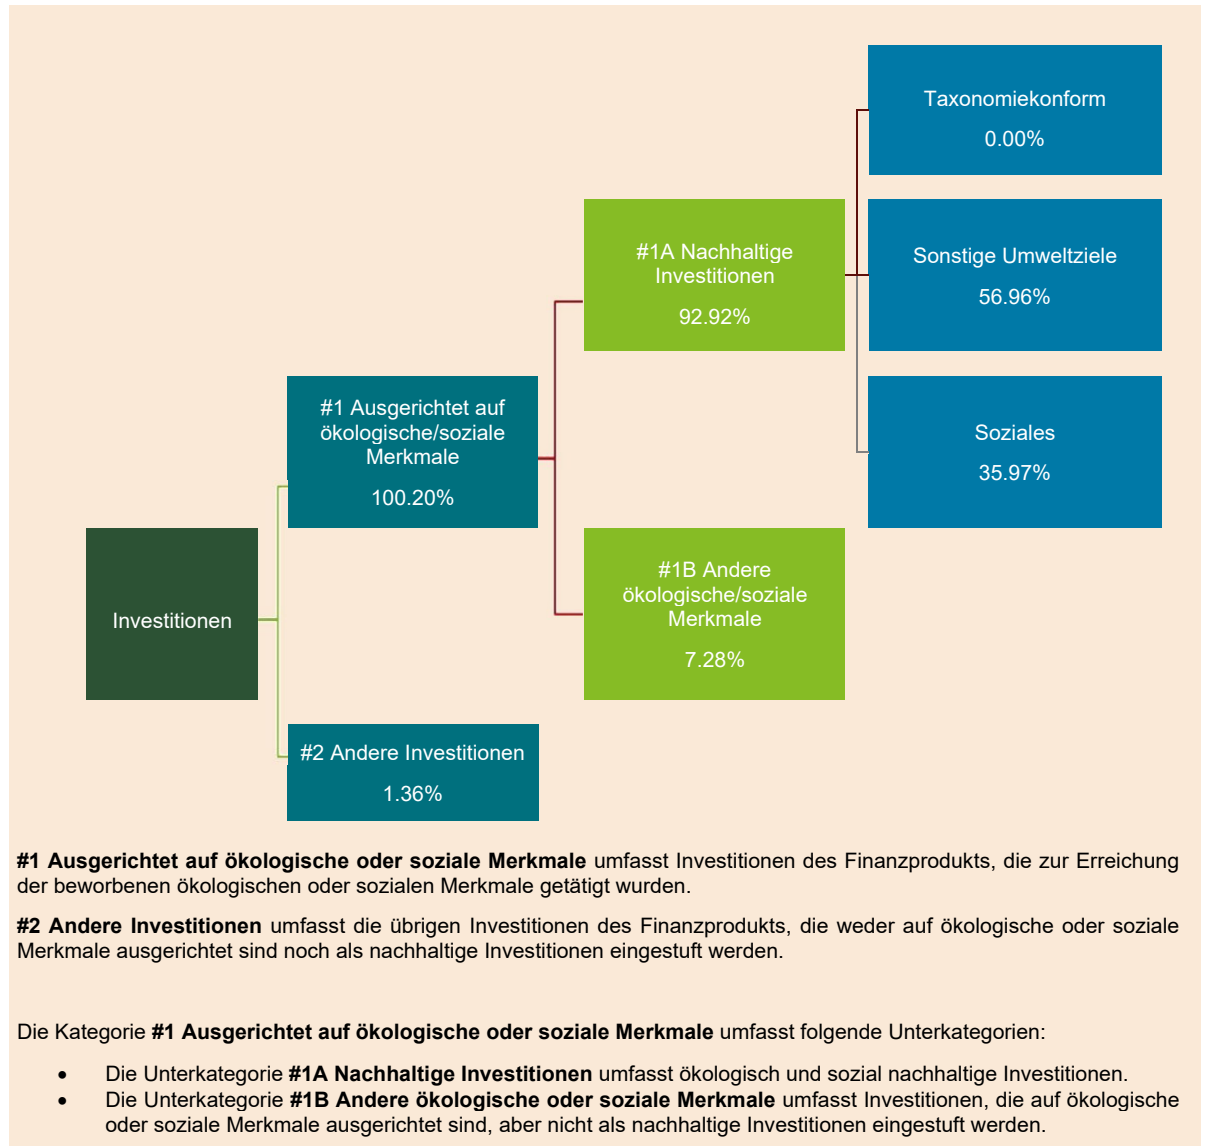 Taxonomiekonform
0.00%
#1A Nachhaltige
Investitionen
92.92%
Sonstige Umweltziele
56.96%
#1 Ausgerichtet auf
ökologische/soziale
Merkmale
100.20%
Soziales
35.97%
Investitionen
#1B Andere
ökologische/soziale
Merkmale
7.28%
#2 Andere Investitionen
1.36%
#1 Ausgerichtet auf ökologische oder soziale Merkmale umfasst Investitionen des Finanzprodukts, die zur Erreichung
der beworbenen ökologischen oder sozialen Merkmale getätigt wurden.
#2 Andere Investitionen umfasst die übrigen Investitionen des Finanzprodukts, die weder auf ökologische oder soziale
Merkmale ausgerichtet sind noch als nachhaltige Investitionen eingestuft werden.
Die Kategorie #1 Ausgerichtet auf ökologische oder soziale Merkmale umfasst folgende Unterkategorien:
• Die Unterkategorie #1A Nachhaltige Investitionen umfasst ökologisch und sozial nachhaltige Investitionen.
• Die Unterkategorie #1B Andere ökologische oder soziale Merkmale umfasst Investitionen, die auf ökologische
oder soziale Merkmale ausgerichtet sind, aber nicht als nachhaltige Investitionen eingestuft werden.